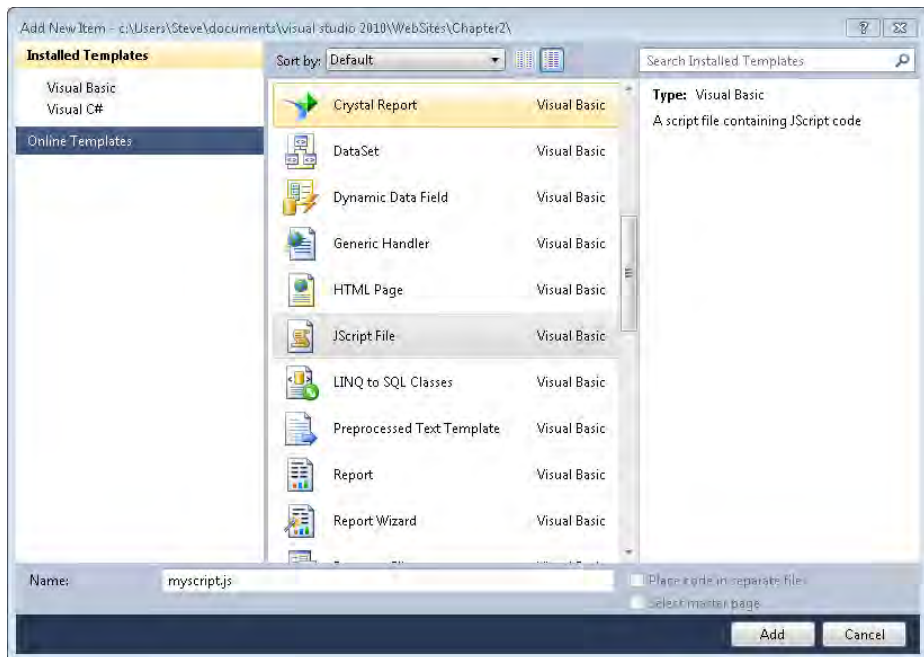 Add New Item - c:\Users\Steve\documents\visual studio 2010\WebSites\Chapter2\
Installed Templates
Visual Basic
Visual C#
Online Templates
Sort by: Default
Search Installed Templates
Crystal Report Visual Basic
DataSet Visual Basic
Dynamic Data Field Visual Basic
Generic Handler Visual Basic
HTML Page Visual Basic
JScript File Visual Basic
LINQ to SQL Classes Visual Basic
Preprocessed Text Template Visual Basic
Report Visual Basic
Report Wizard Visual Basic
Type: Visual Basic
A script file containing JScript code
Name: myscript.js
Place code in separate file
Select master page
Add Cancel